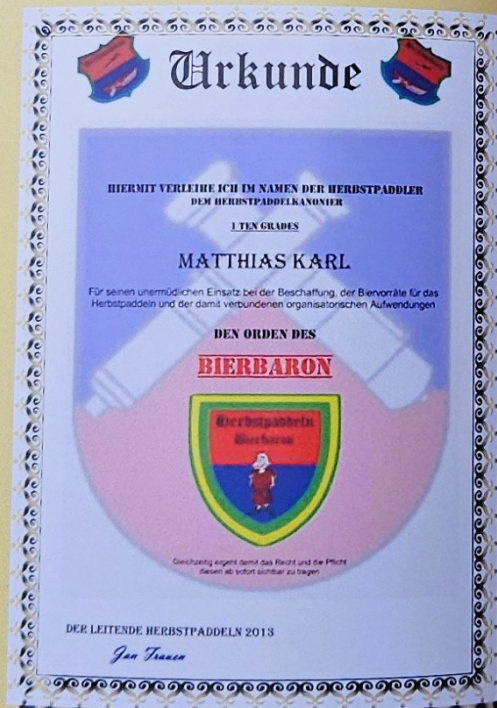 Urkunde
HIERMIT VERLEIHE ICH IM NAMEN DER HERBSTPADDLER
DEM HERBSTPADDELKANONIER
1 TEN GRADES
MATTHIAS KARL
Für seinen unermüdlichen Einsatz bei der Beschaffung, der Biervorräte für das
Herbstpaddeln und der damit verbundenen organisatorischen Aufwendungen
DEN ORDEN DES
BIERBARON
Herbstpaddeln
Bierbaron
Gleichzeitig ergeht damit das Recht und die Pflicht
diesen ab sofort sichtbar zu tragen
DER LEITENDE HERBSTPADDELN 2013
Jan